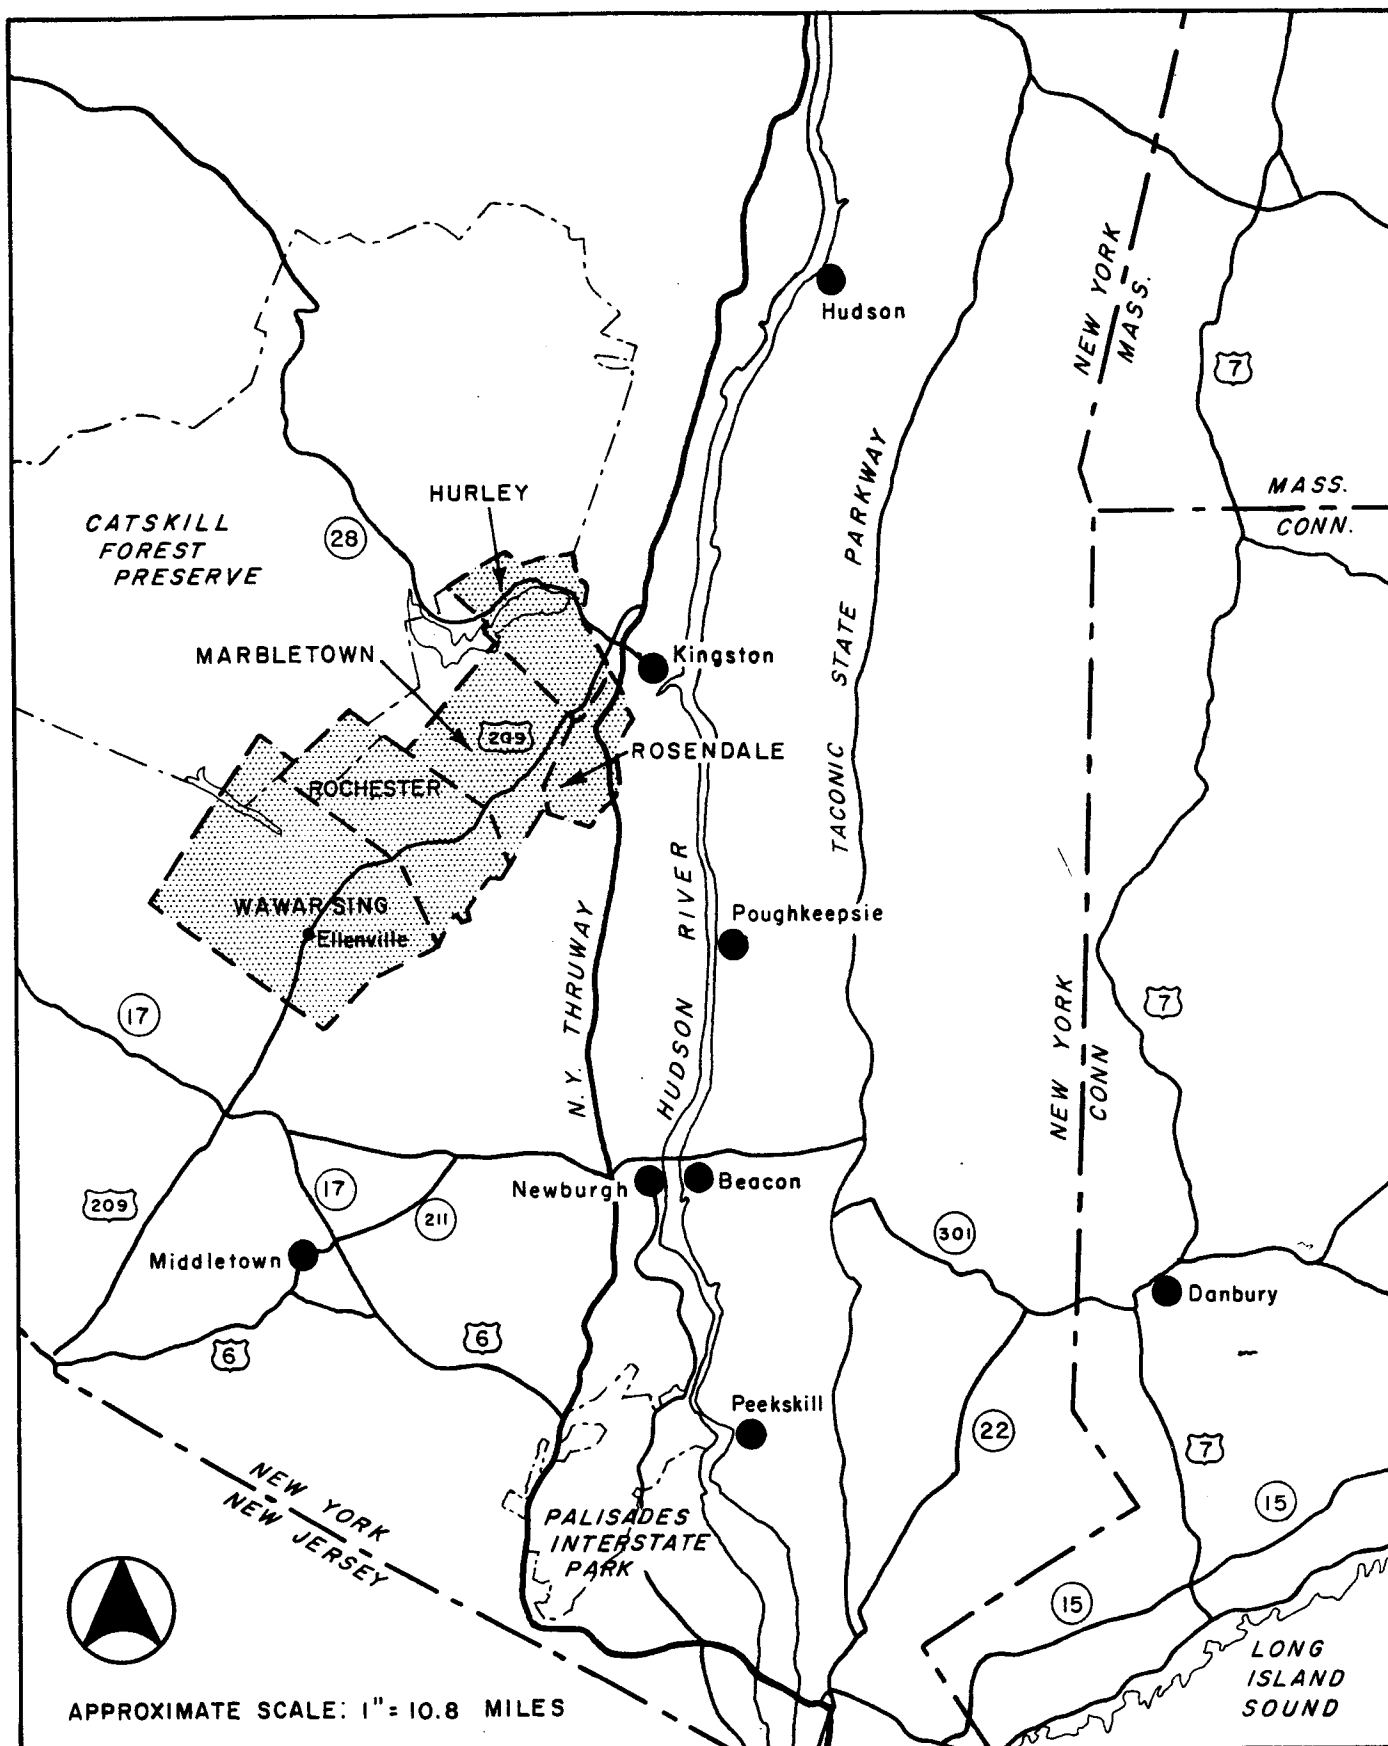 Hudson
NEW YORK
MASS.
7
TACONIC STATE PARKWAY
HURLEY
MASS.
CONN.
CATSKILL
FOREST
PRESERVE
28
MARBLETOWN
Kingston
209
ROSENDALE
ROCHESTER
WAWARSING
Ellenville
HUDSON RIVER
Poughkeepsie
N.Y. THRUWAY
17
7
NEW YORK
CONN
17
209
211
Newburgh
Beacon
301
Middletown
Danbury
6
6
Peekskill
22
7
NEW YORK
NEW JERSEY
15
PALISADES
INTERSTATE
PARK
15
LONG
ISLAND
SOUND
APPROXIMATE SCALE: 1"= 10.8 MILES